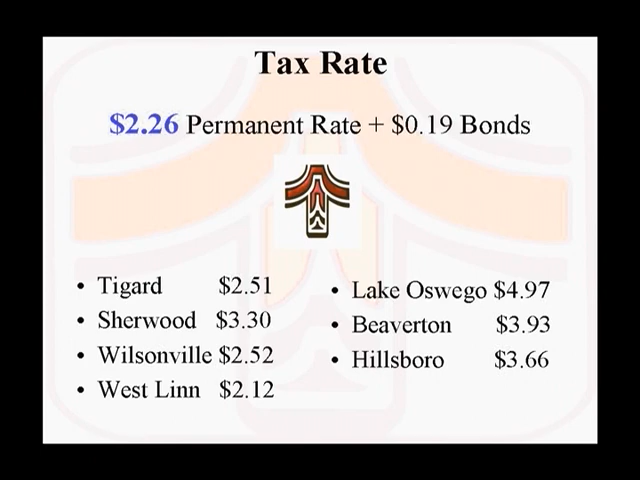 Tax Rate
$2.26 Permanent Rate + $0.19 Bonds
• Tigard $2.51
• Sherwood $3.30
• Wilsonville $2.52
• West Linn $2.12
• Lake Oswego $4.97
• Beaverton $3.93
• Hillsboro $3.66